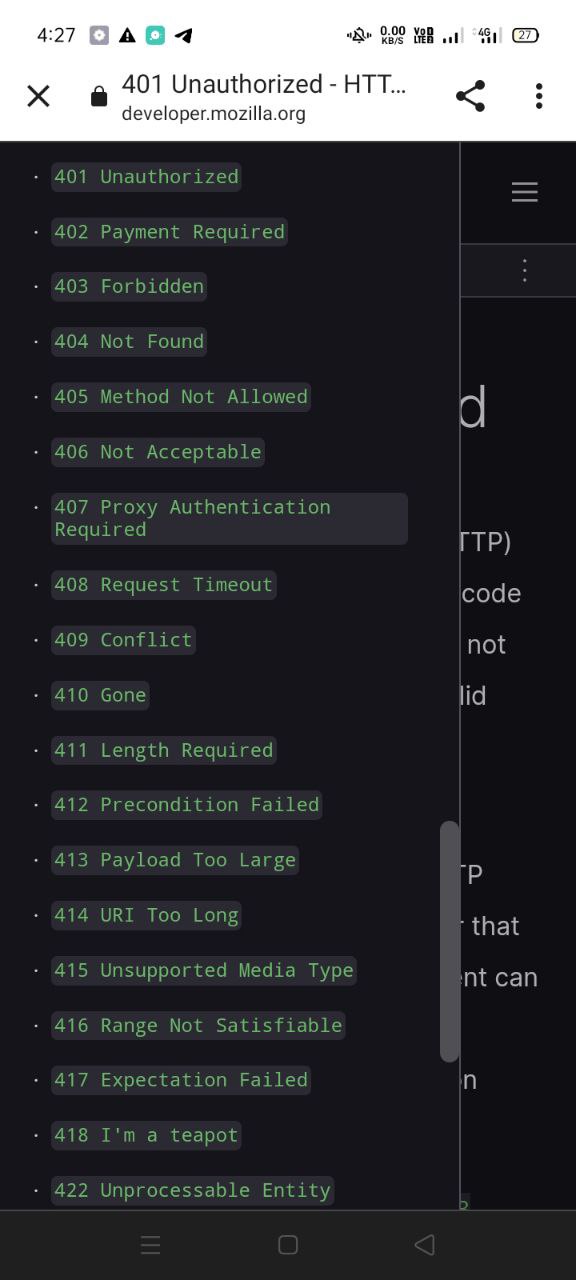 4:27
0.00 KB/S
VoD LTE2
4G
27
401 Unauthorized - HTT...
developer.mozilla.org
401 Unauthorized
402 Payment Required
403 Forbidden
404 Not Found
405 Method Not Allowed
d
406 Not Acceptable
407 Proxy Authentication
Required
TTP)
408 Request Timeout
code
409 Conflict
not
410 Gone
lid
411 Length Required
412 Precondition Failed
413 Payload Too Large
TP
414 URI Too Long
that
415 Unsupported Media Type
ent can
416 Range Not Satisfiable
417 Expectation Failed
n
418 I'm a teapot
422 Unprocessable Entity